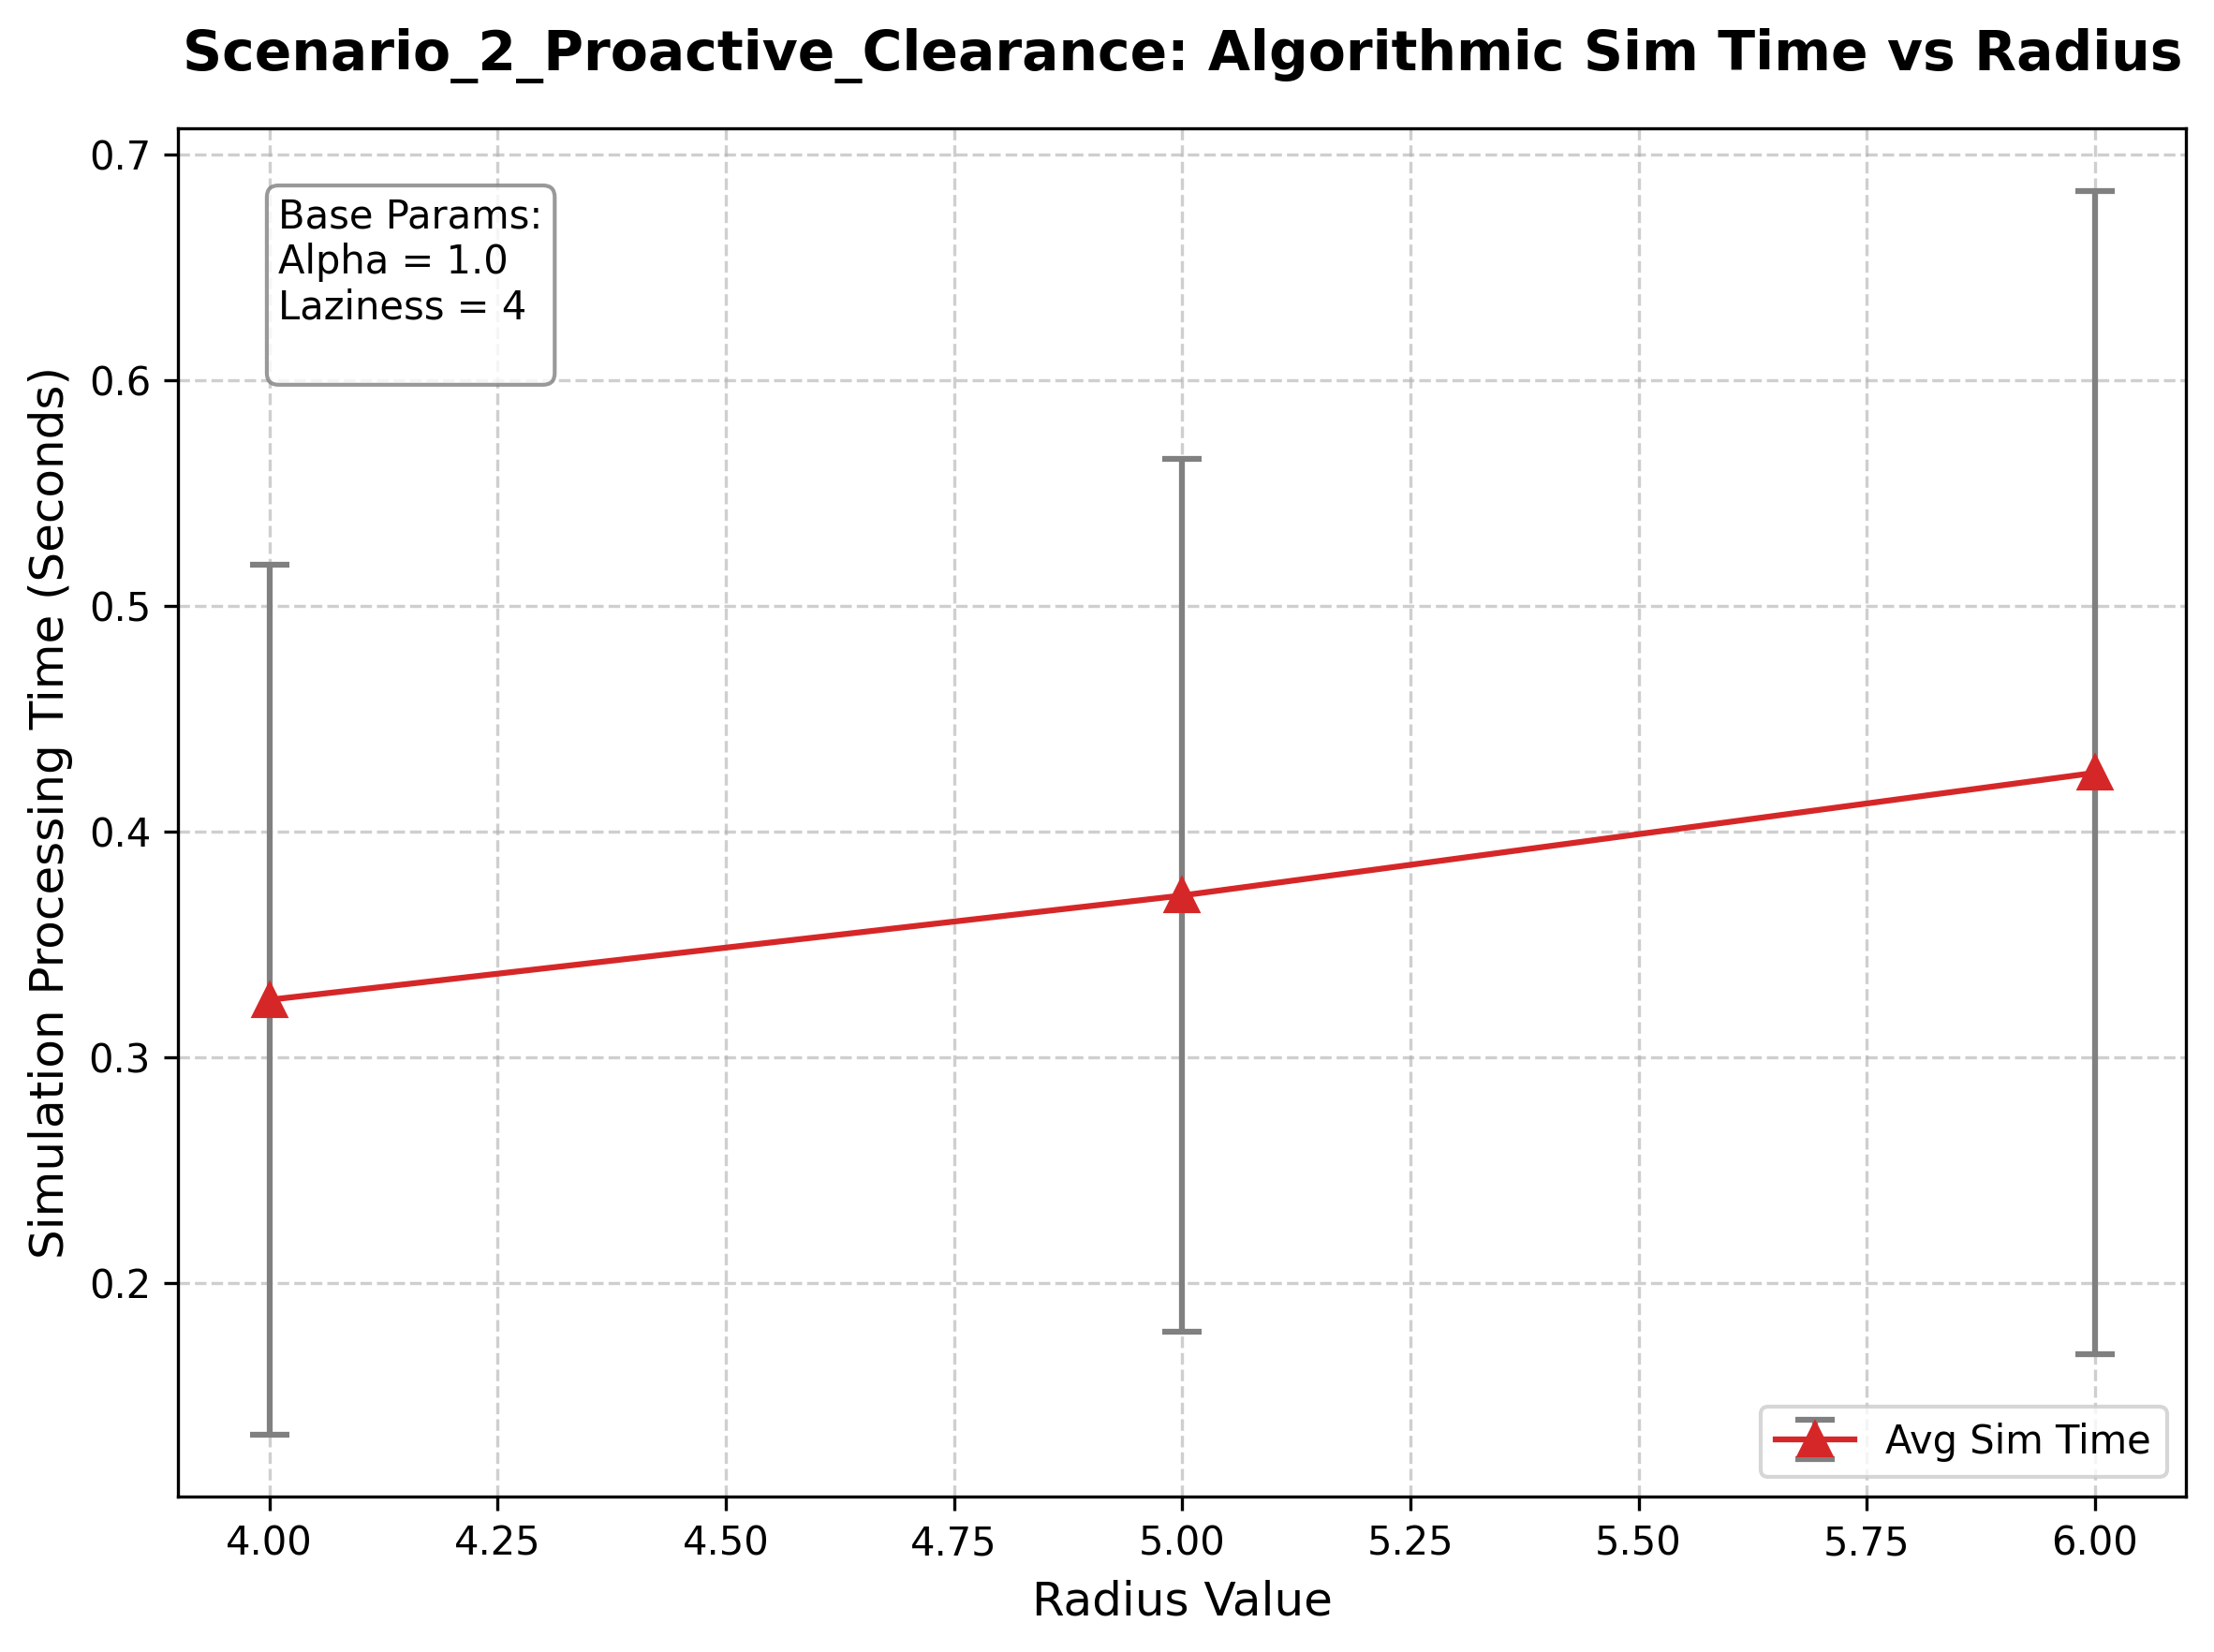 Scenario_2_Proactive_Clearance: Algorithmic Sim Time vs Radius
Simulation Processing Time (Seconds)
0.7
0.6
0.5
0.4
0.3
0.2
Base Params:
Alpha = 1.0
Laziness = 4
Avg Sim Time
4.00 4.25 4.50 4.75 5.00 5.25 5.50 5.75 6.00
Radius Value